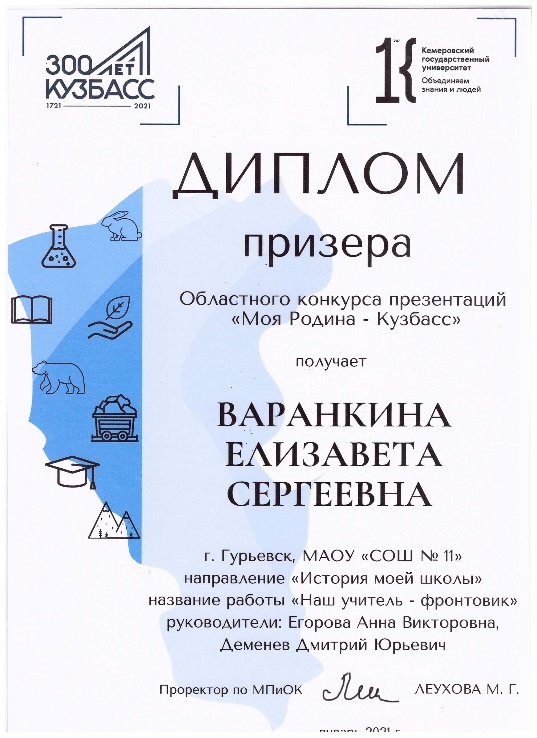 300 ЛЕТ
КУЗБАСС
1721 2021
Кемеровский
государственный
университет
Объединяем
знания и людей
ДИПЛОМ
призера
Областного конкурса презентаций
«Моя Родина - Кузбасс»
получает
ВАРАНКИНА
ЕЛИЗАВЕТА
СЕРГЕЕВНА
г. Гурьевск, МАОУ «СОШ № 11»
направление «История моей школы»
название работы «Наш учитель - фронтовик»
руководители: Егорова Анна Викторовна,
Деменев Дмитрий Юрьевич
Проректор по МПиОК ЛЕУХОВА М. Г.
январь 2021 г.